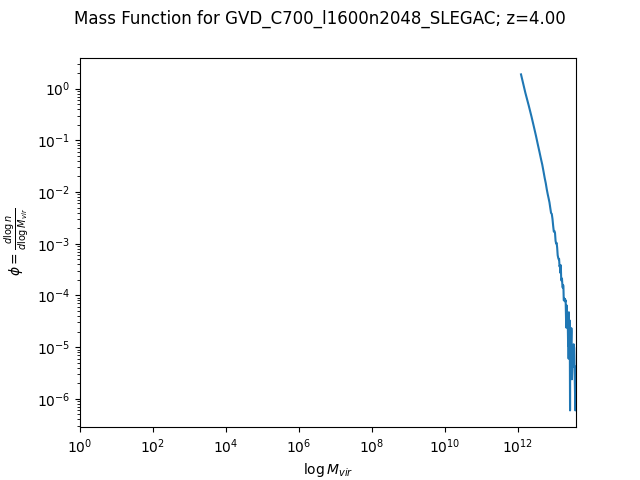 Mass Function for GVD_C700_l1600n2048_SLEGAC; z=4.00
10^0
10^-1
10^-2
10^-3
10^-4
10^-5
10^-6
ϕ = d log n / d log M_vir
10^0 10^2 10^4 10^6 10^8 10^10 10^12
log M_vir